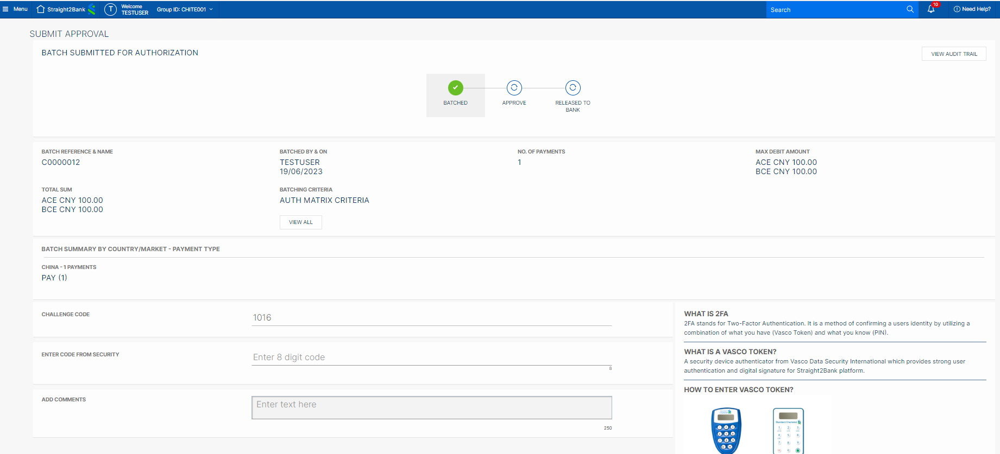 Menu
Straight2Bank
T
Welcome
TESTUSER
Group ID: CHITE001
Search
10
Need Help?
SUBMIT APPROVAL
BATCH SUBMITTED FOR AUTHORIZATION
VIEW AUDIT TRAIL
BATCHED
APPROVE
RELEASED TO
BANK
BATCH REFERENCE & NAME
C0000012
BATCHED BY & ON
TESTUSER
19/06/2023
NO. OF PAYMENTS
1
MAX DEBIT AMOUNT
ACE CNY 100.00
BCE CNY 100.00
TOTAL SUM
ACE CNY 100.00
BCE CNY 100.00
BATCHING CRITERIA
AUTH MATRIX CRITERIA
VIEW ALL
BATCH SUMMARY BY COUNTRY/MARKET - PAYMENT TYPE
CHINA - 1 PAYMENTS
PAY (1)
CHALLENGE CODE
1016
ENTER CODE FROM SECURITY
Enter 8 digit code
8
ADD COMMENTS
Enter text here
250
WHAT IS 2FA
2FA stands for Two-Factor Authentication. It is a method of confirming a users identity by utilizing a
combination of what you have (Vasco Token) and what you know (PIN).
WHAT IS A VASCO TOKEN?
A security device authenticator from Vasco Data Security International which provides strong user
authentication and digital signature for Straight2Bank platform.
HOW TO ENTER VASCO TOKEN?
Standard Chartered